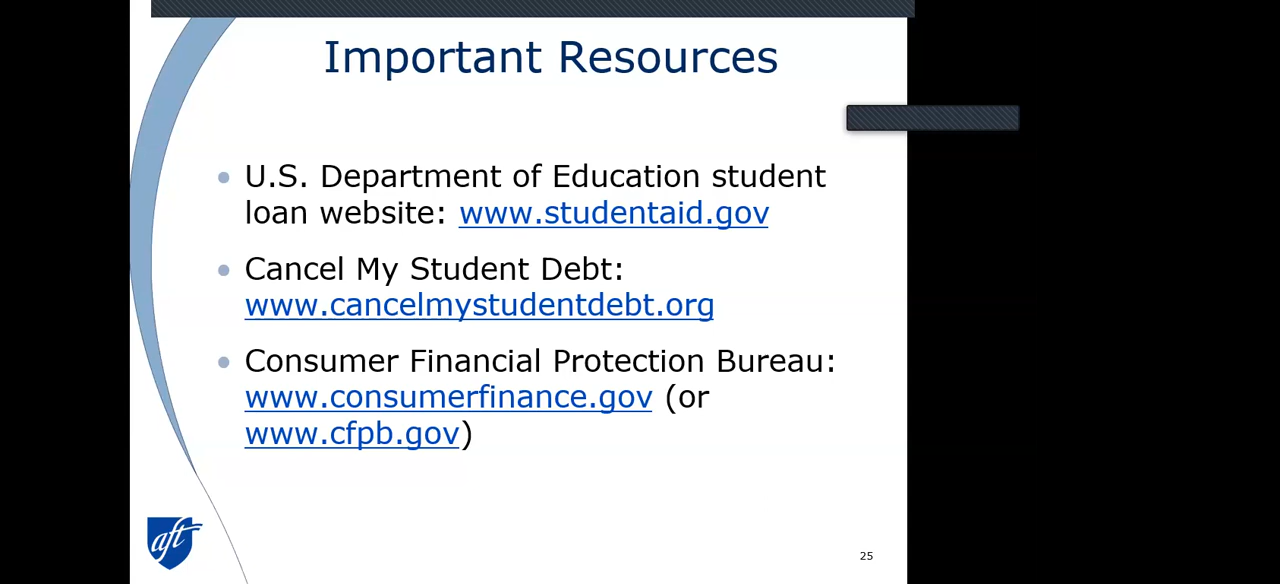 Important Resources
U.S. Department of Education student
loan website: www.studentaid.gov
Cancel My Student Debt:
www.cancelmystudentdebt.org
Consumer Financial Protection Bureau:
www.consumerfinance.gov (or
www.cfpb.gov)
aft
25